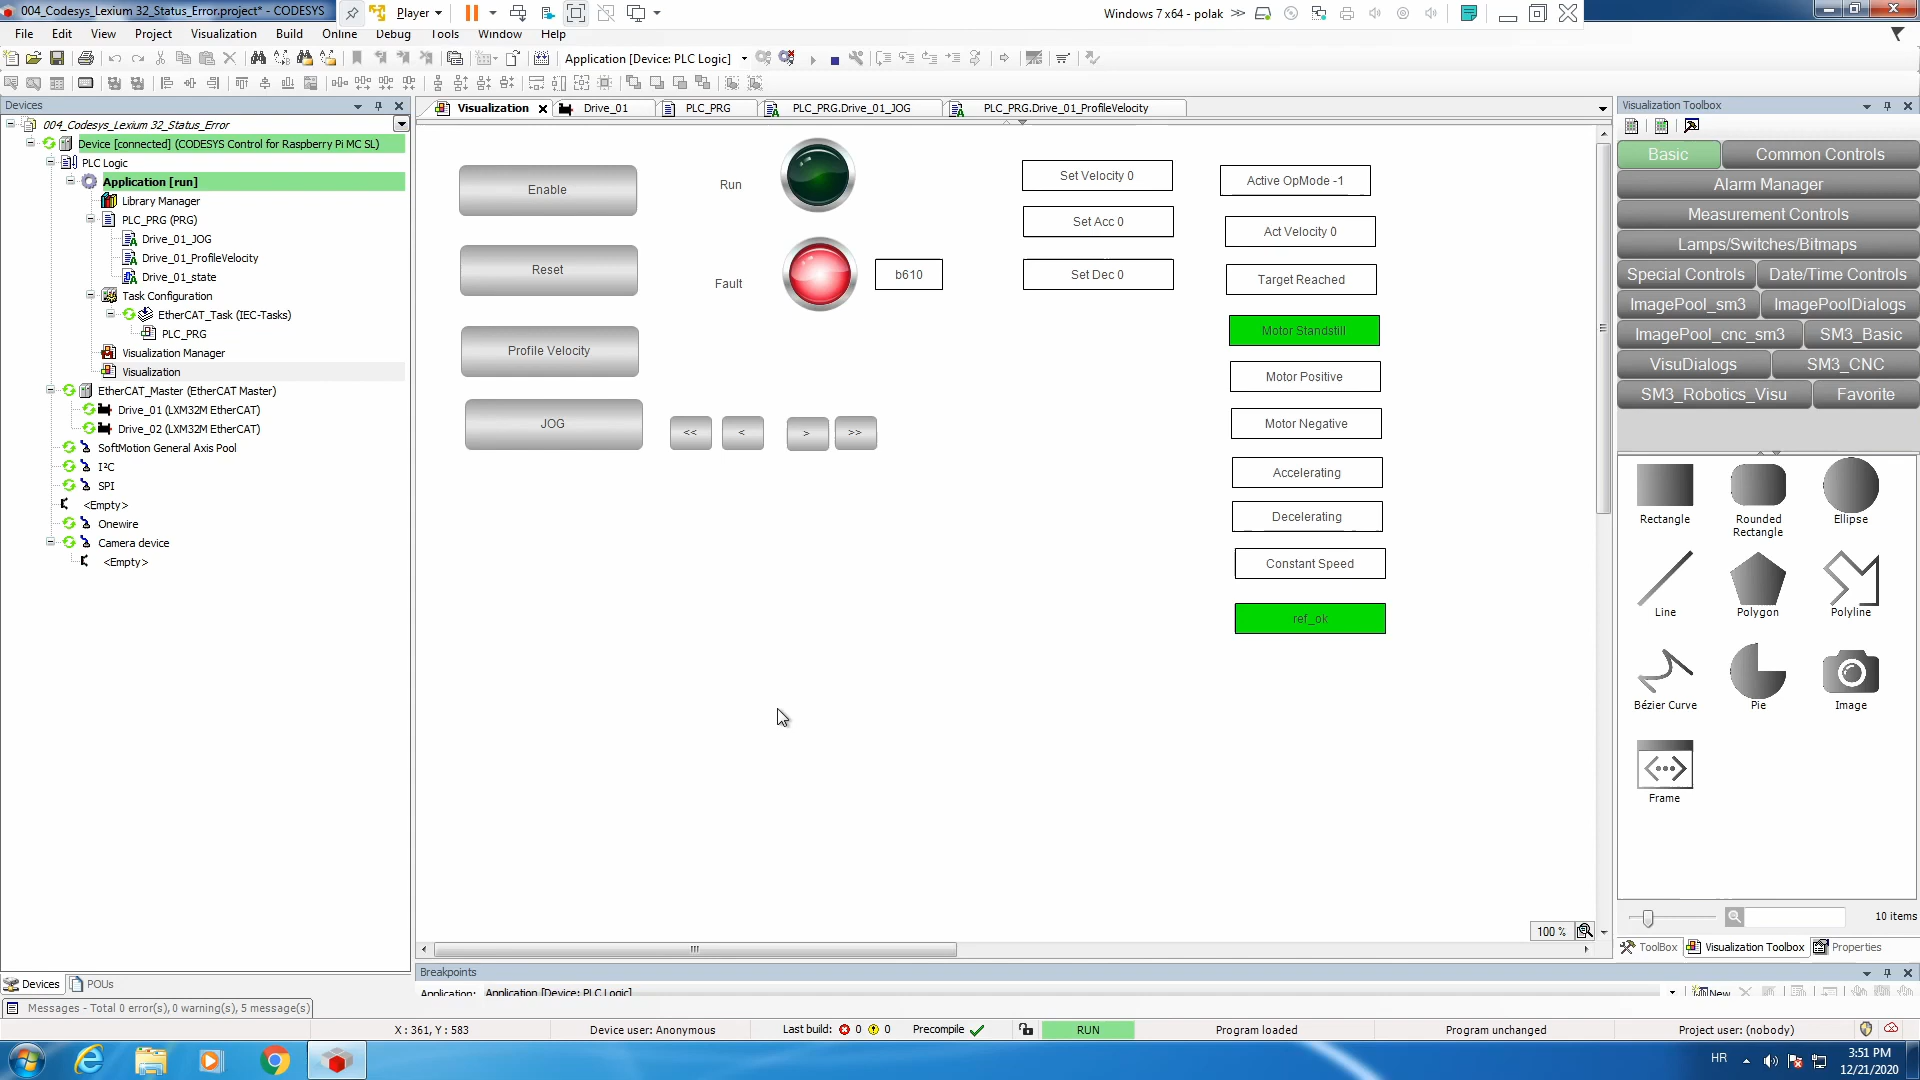 004_Codesys_Lexium 32_Status_Error.project* - CODESYS
Player
Windows 7 x64 - polak
File Edit View Project Visualization Build Online Debug Tools Window Help
Application [Device: PLC Logic]
Devices
004_Codesys_Lexium 32_Status_Error
Device [connected] (CODESYS Control for Raspberry Pi MC SL)
PLC Logic
Application [run]
Library Manager
PLC_PRG (PRG)
Drive_01_JOG
Drive_01_ProfileVelocity
Drive_01_state
Task Configuration
EtherCAT_Task (IEC-Tasks)
PLC_PRG
Visualization Manager
Visualization
EtherCAT_Master (EtherCAT Master)
Drive_01 (LXM32M EtherCAT)
Drive_02 (LXM32M EtherCAT)
SoftMotion General Axis Pool
I²C
SPI
<Empty>
Onewire
Camera device
<Empty>
Devices POUs
Visualization Drive_01 PLC_PRG PLC_PRG.Drive_01_JOG PLC_PRG.Drive_01_ProfileVelocity
Enable
Reset
Profile Velocity
JOG
<< < > >>
Run
Fault
b610
Set Velocity 0
Set Acc 0
Set Dec 0
Active OpMode -1
Act Velocity 0
Target Reached
Motor Standstill
Motor Positive
Motor Negative
Accelerating
Decelerating
Constant Speed
ref_ok
100 %
Visualization Toolbox
Basic Common Controls
Alarm Manager
Measurement Controls
Lamps/Switches/Bitmaps
Special Controls Date/Time Controls
ImagePool_sm3 ImagePoolDialogs
ImagePool_cnc_sm3 SM3_Basic
VisuDialogs SM3_CNC
SM3_Robotics_Visu Favorite
Rectangle Rounded Rectangle Ellipse
Line Polygon Polyline
Bézier Curve Pie Image
Frame
10 items
ToolBox Visualization Toolbox Properties
Breakpoints
Application: Application [Device: PLC Logic]
New
Messages - Total 0 error(s), 0 warning(s), 5 message(s)
X : 361, Y : 583
Device user: Anonymous
Last build: 0 0 Precompile
RUN
Program loaded
Program unchanged
Project user: (nobody)
HR
3:51 PM
12/21/2020